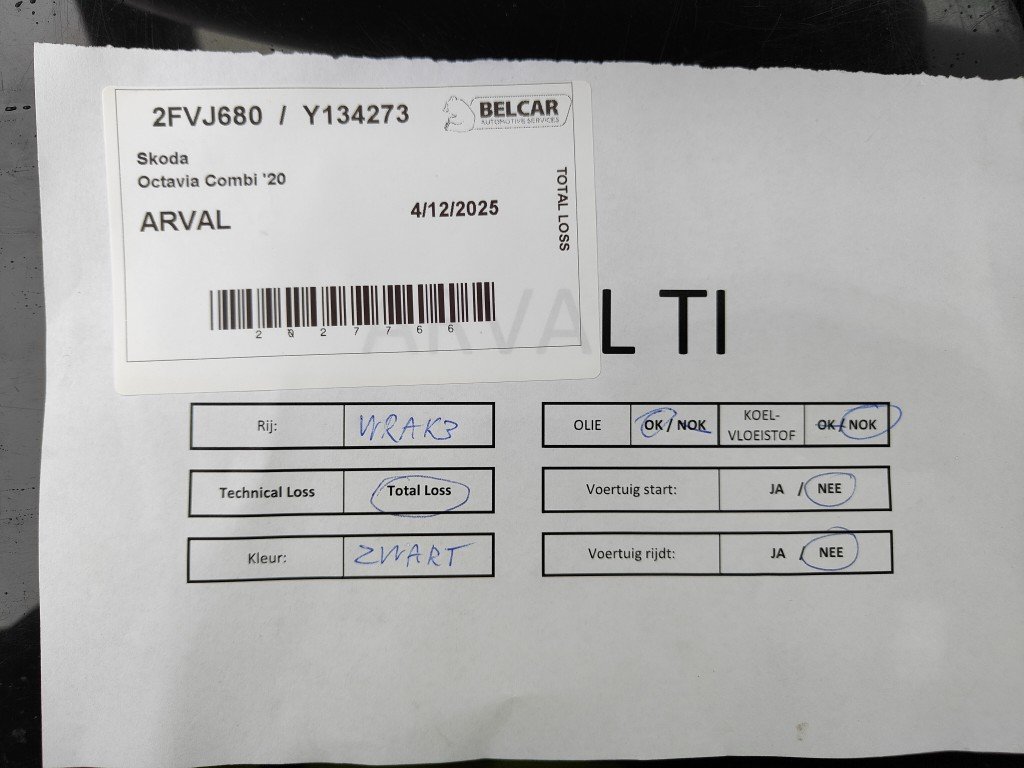 2FVJ680 / Y134273
BELCAR
AUTOMOTIVE SERVICES
Skoda
Octavia Combi '20
ARVAL
4/12/2025
TOTAL LOSS
2027766
ARVAL TI
Rij: WRAK3
OLIE OK / NOK KOEL-VLOEISTOF OK / NOK
Technical Loss Total Loss
Voertuig start: JA / NEE
Kleur: ZWART
Voertuig rijdt: JA / NEE